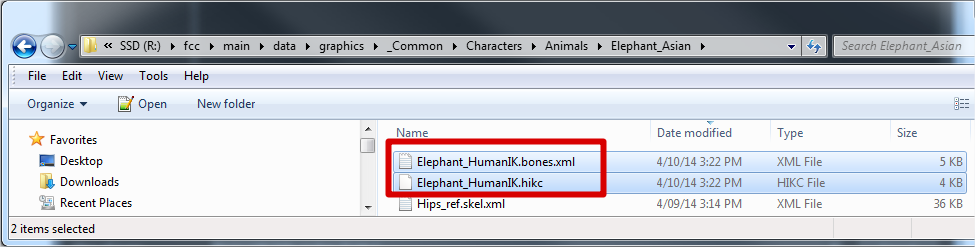 SSD (R:) fcc main data graphics _Common Characters Animals Elephant_Asian Search Elephant_Asian
File Edit View Tools Help
Organize Open New folder
Favorites Name Date modified Type Size
Desktop Elephant_HumanIK.bones.xml 4/10/14 3:22 PM XML File 5 KB
Downloads Elephant_HumanIK.hikc 4/10/14 3:22 PM HIKC File 4 KB
Recent Places Hips_ref.skel.xml 4/09/14 3:14 PM XML File 36 KB
2 items selected